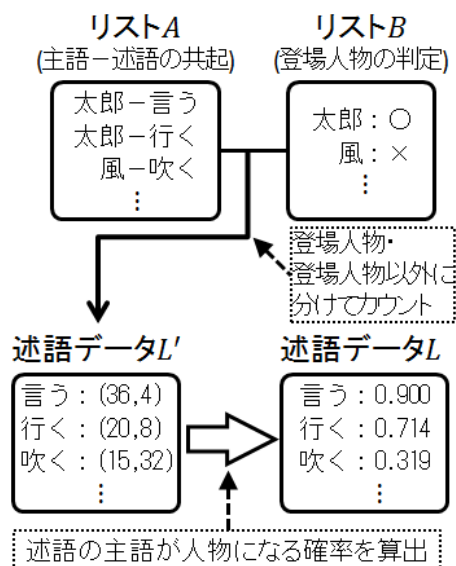 リストA
(主語－述語の共起)
太郎－言う
太郎－行く
風－吹く
⋮
リストB
(登場人物の判定)
太郎：○
風：×
⋮
登場人物・
登場人物以外に
分けてカウント
述語データL'
言う：(36,4)
行く：(20,8)
吹く：(15,32)
⋮
述語データL
言う：0.900
行く：0.714
吹く：0.319
⋮
述語の主語が人物になる確率を算出